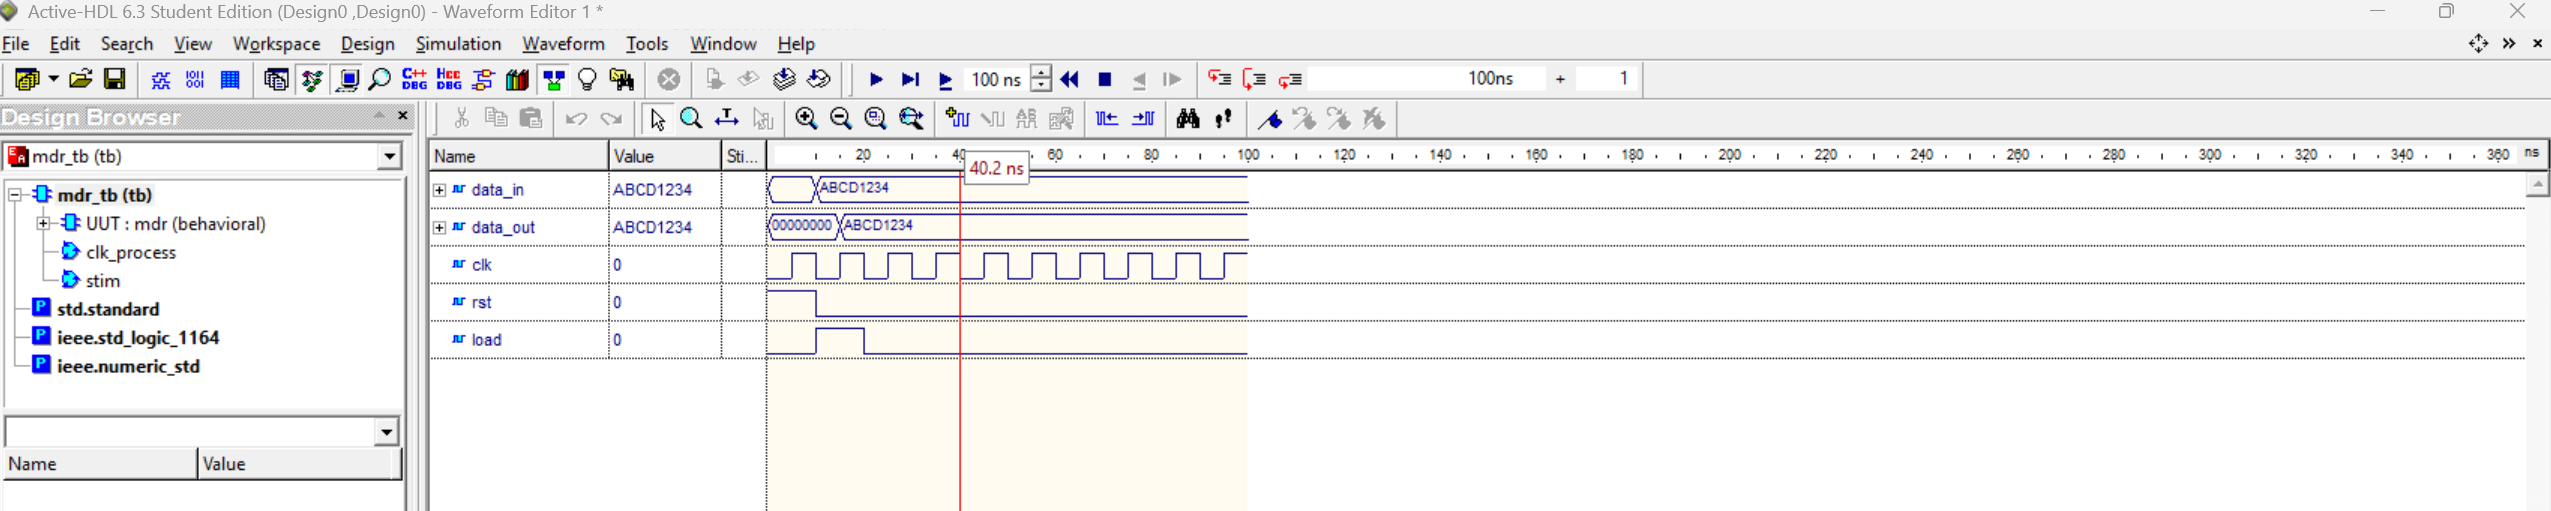 Active-HDL 6.3 Student Edition (Design0 ,Design0) - Waveform Editor 1 *
File Edit Search View Workspace Design Simulation Waveform Tools Window Help
C++ DBG HCC DBG 100 ns 100ns + 1
Design Browser
mdr_tb (tb)
mdr_tb (tb)
UUT : mdr (behavioral)
clk_process
stim
std.standard
ieee.std_logic_1164
ieee.numeric_std
Name Value
Name Value Sti... 20 40 60 80 100 120 140 160 180 200 220 240 260 280 300 320 340 360 ns
40.2 ns
data_in ABCD1234 ABCD1234
data_out ABCD1234 00000000 ABCD1234
clk 0
rst 0
load 0